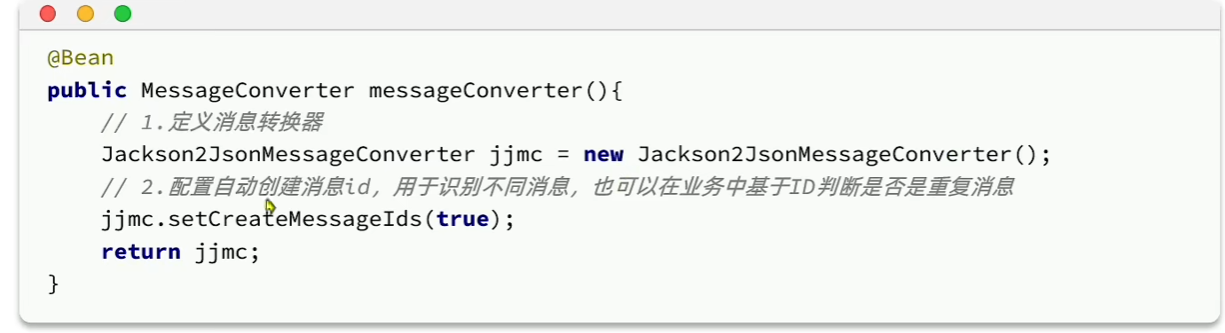 @Bean
public MessageConverter messageConverter(){
// 1.定义消息转换器
Jackson2JsonMessageConverter jjmc = new Jackson2JsonMessageConverter();
// 2.配置自动创建消息id，用于识别不同消息，也可以在业务中基于ID判断是否是重复消息
jjmc.setCreateMessageIds(true);
return jjmc;
}